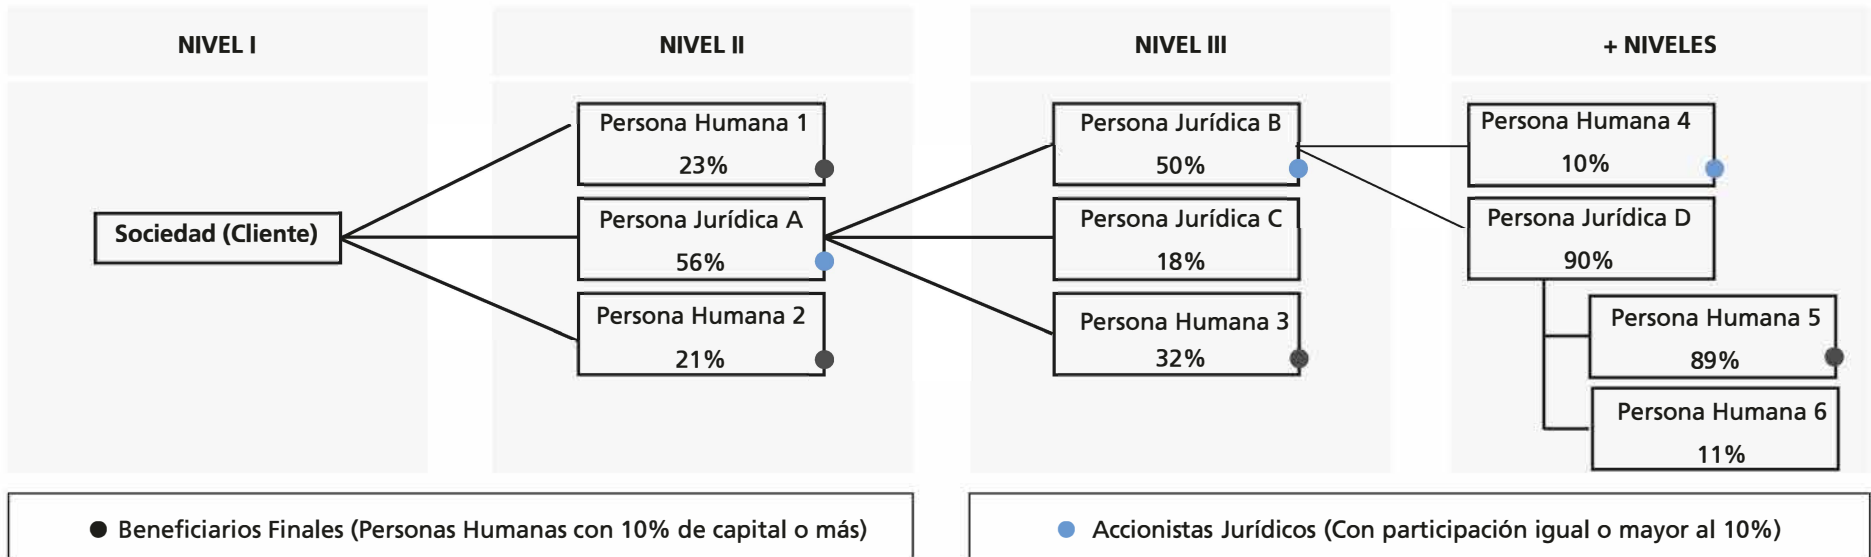 NIVEL I
NIVEL II
NIVEL III
+ NIVELES
Sociedad (Cliente)
Persona Humana 1
23%
Persona Jurídica A
56%
Persona Humana 2
21%
Persona Jurídica B
50%
Persona Jurídica C
18%
Persona Humana 3
32%
Persona Humana 4
10%
Persona Jurídica D
90%
Persona Humana 5
89%
Persona Humana 6
11%
Beneficiarios Finales (Personas Humanas con 10% de capital o más)
Accionistas Jurídicos (Con participación igual o mayor al 10%)